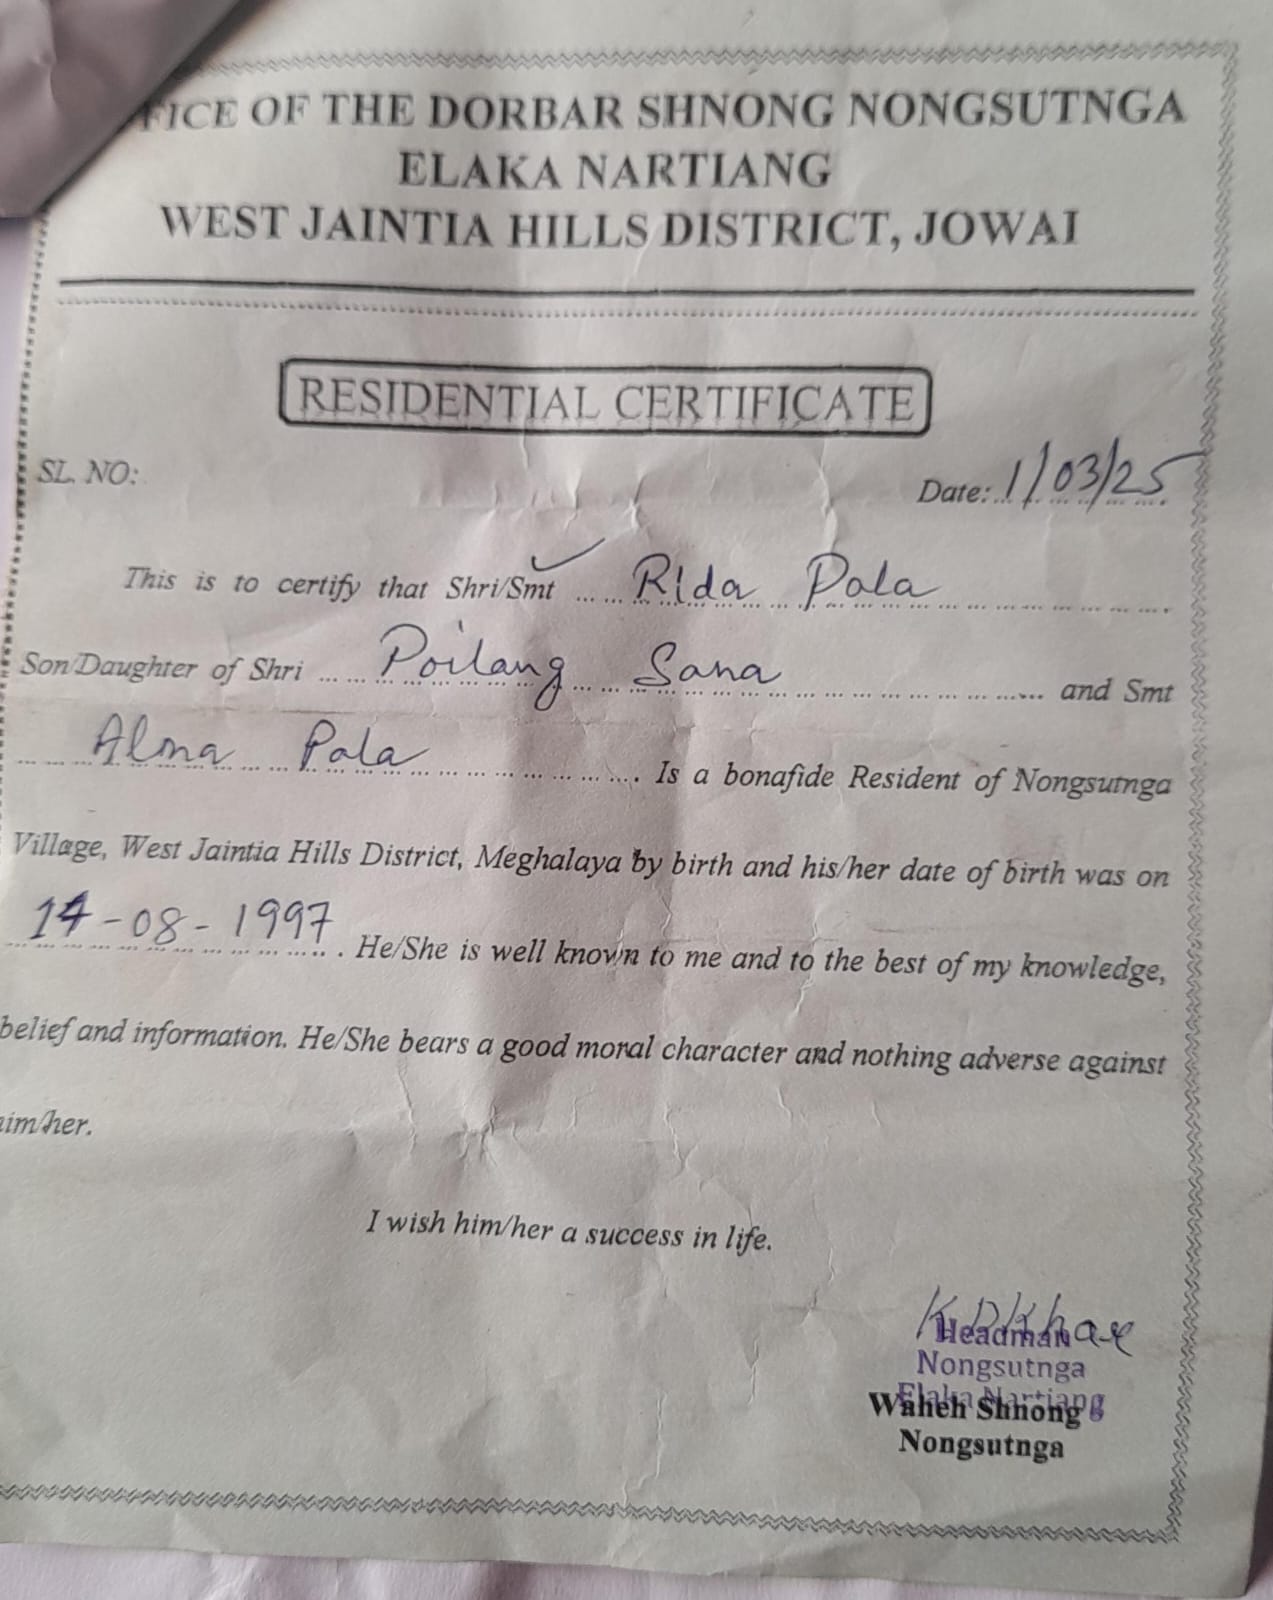 FICE OF THE DORBAR SHNONG NONGSUTNGA
ELAKA NARTIANG
WEST JAINTIA HILLS DISTRICT, JOWAI
RESIDENTIAL CERTIFICATE
SL. NO:
Date: 1/03/25
This is to certify that Shri/Smt Rida Pala
Son/Daughter of Shri Poilang Sana and Smt
Alma Pala. Is a bonafide Resident of Nongsutnga
Village, West Jaintia Hills District, Meghalaya by birth and his/her date of birth was on
14-08-1997. He/She is well known to me and to the best of my knowledge,
belief and information. He/She bears a good moral character and nothing adverse against
him/her.
I wish him/her a success in life.
Headman
Nongsutnga
Elaka Nartiang
Waheh Shnong
Nongsutnga